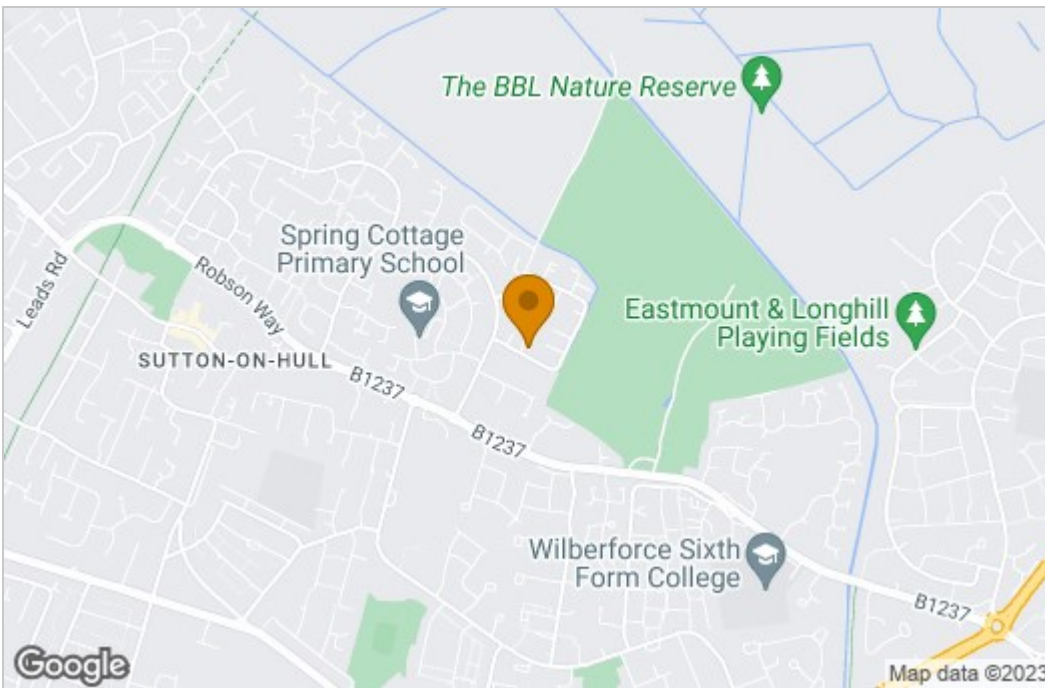 The BBL Nature Reserve
Spring Cottage
Primary School
Leads Rd
Robson Way
Eastmount & Longhill
Playing Fields
SUTTON-ON-HULL
B1237
B1237
Wilberforce Sixth
Form College
B1237
Google
Map data ©2023